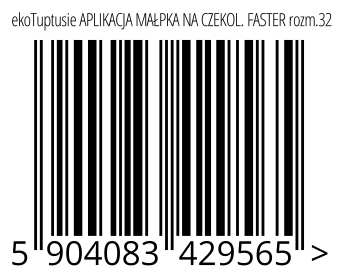 ekoTuptusie APLIKACJA MAŁPKA NA CZEKOL. FASTER rozm.32
5 904083 429565 >